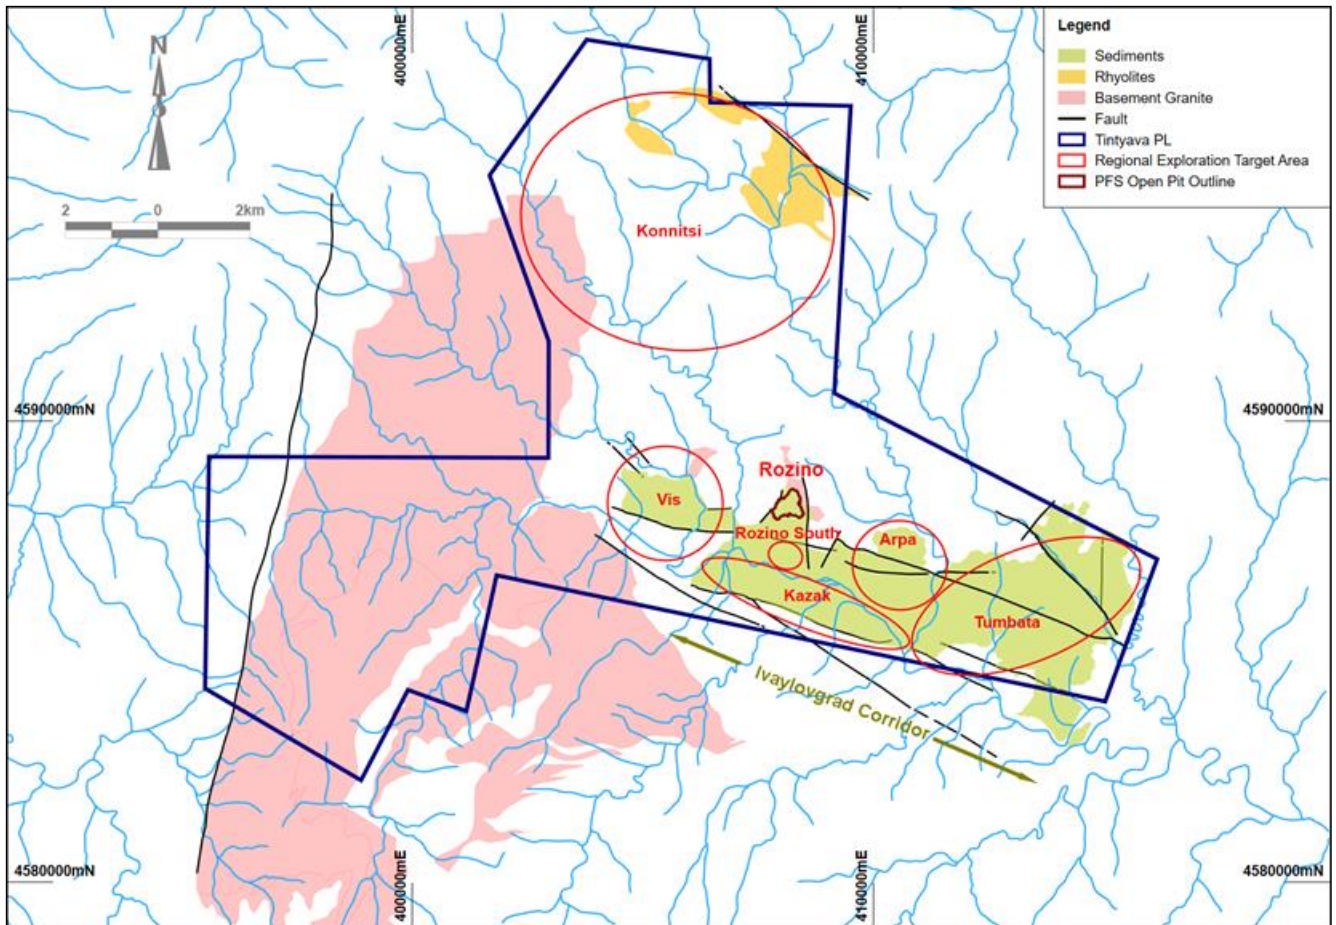 400000mE
410000mE
Legend
Sediments
Rhyolites
Basement Granite
Fault
Tintyava PL
Regional Exploration Target Area
PFS Open Pit Outline
N
2 0 2km
Konnitsi
4590000mN
4590000mN
Rozino
Vis
Rozino South
Arpa
Kazak
Tumbata
Ivaylovgrad Corridor
4580000mN
4580000mN
400000mE
410000mE